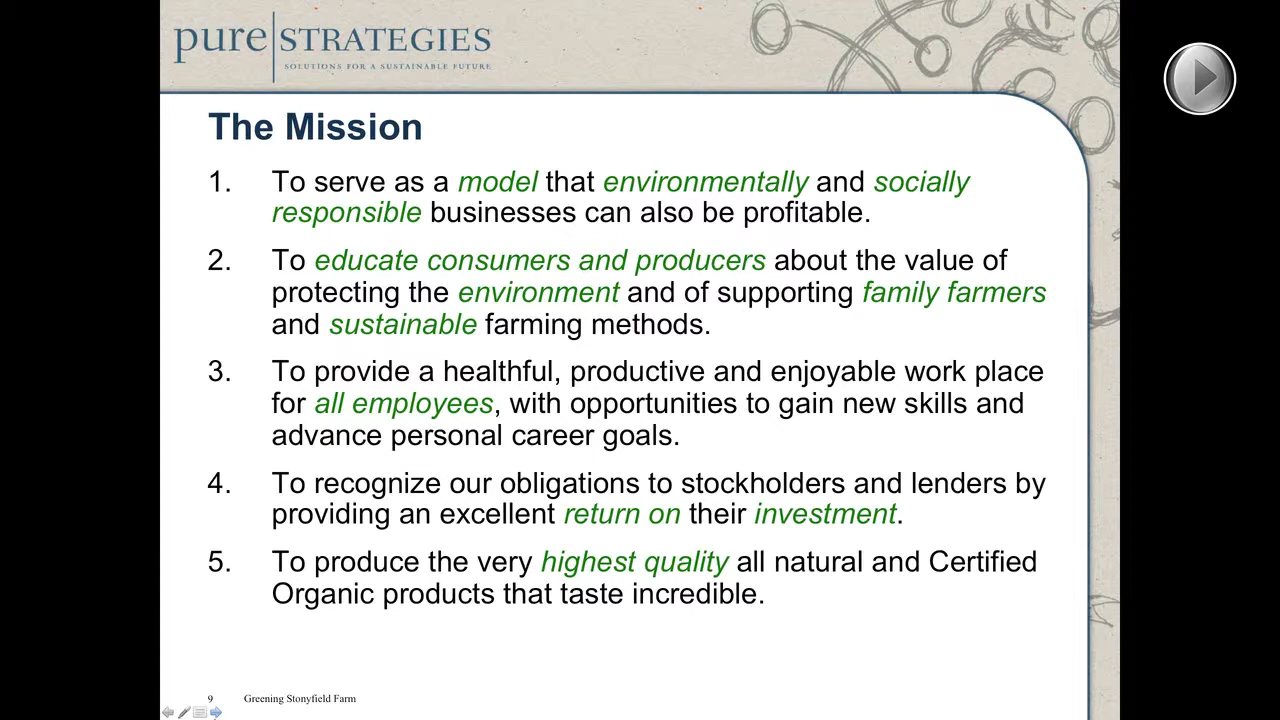 pure STRATEGIES
SOLUTIONS FOR A SUSTAINABLE FUTURE
The Mission
1. To serve as a model that environmentally and socially
responsible businesses can also be profitable.
2. To educate consumers and producers about the value of
protecting the environment and of supporting family farmers
and sustainable farming methods.
3. To provide a healthful, productive and enjoyable work place
for all employees, with opportunities to gain new skills and
advance personal career goals.
4. To recognize our obligations to stockholders and lenders by
providing an excellent return on their investment.
5. To produce the very highest quality all natural and Certified
Organic products that taste incredible.
9 Greening Stonyfield Farm